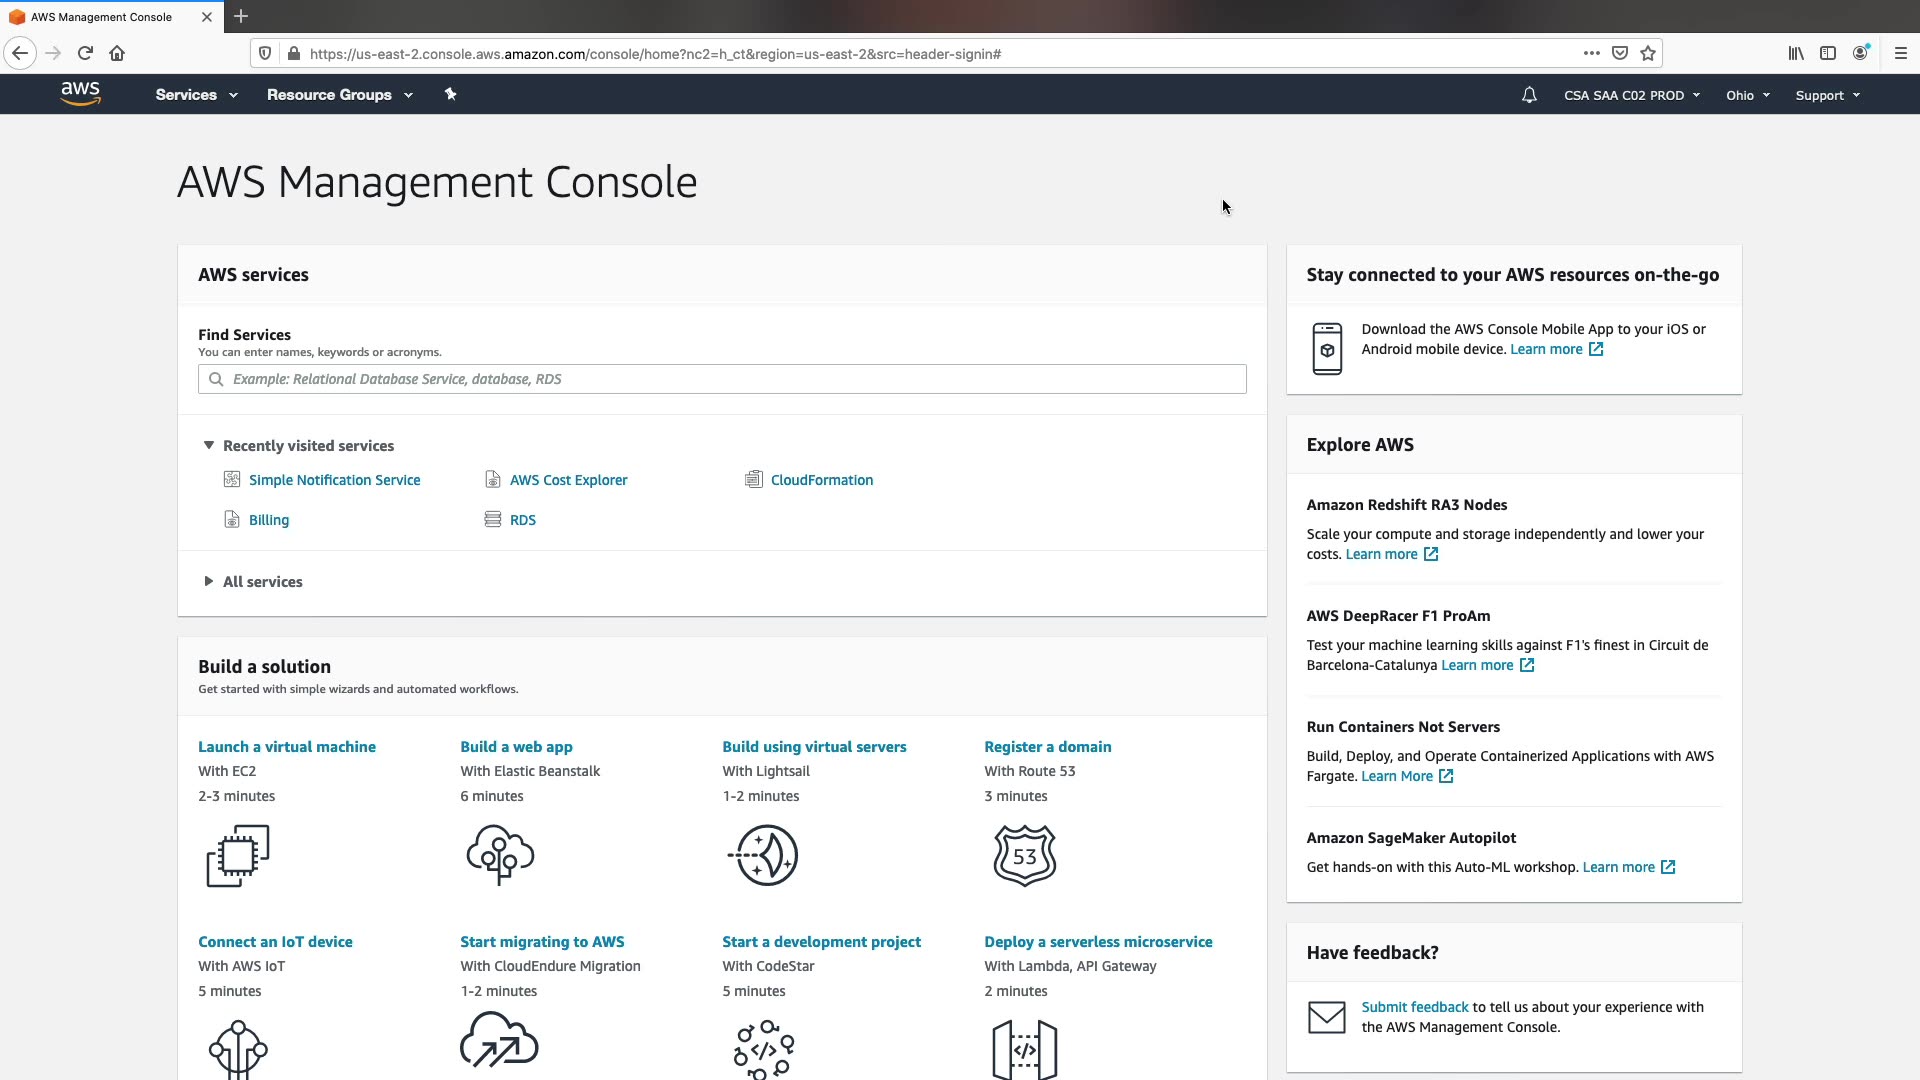 AWS Management Console
https://us-east-2.console.aws.amazon.com/console/home?nc2=h_ct&region=us-east-2&src=header-signin#
aws
Services
Resource Groups
CSA SAA C02 PROD
Ohio
Support
AWS Management Console
AWS services
Find Services
You can enter names, keywords or acronyms.
Example: Relational Database Service, database, RDS
Recently visited services
Simple Notification Service
AWS Cost Explorer
CloudFormation
Billing
RDS
All services
Build a solution
Get started with simple wizards and automated workflows.
Launch a virtual machine
With EC2
2-3 minutes
Build a web app
With Elastic Beanstalk
6 minutes
Build using virtual servers
With Lightsail
1-2 minutes
Register a domain
With Route 53
3 minutes
53
Connect an IoT device
With AWS IoT
5 minutes
Start migrating to AWS
With CloudEndure Migration
1-2 minutes
Start a development project
With CodeStar
5 minutes
</>
Deploy a serverless microservice
With Lambda, API Gateway
2 minutes
</>
Stay connected to your AWS resources on-the-go
Download the AWS Console Mobile App to your iOS or
Android mobile device. Learn more
Explore AWS
Amazon Redshift RA3 Nodes
Scale your compute and storage independently and lower your
costs. Learn more
AWS DeepRacer F1 ProAm
Test your machine learning skills against F1's finest in Circuit de
Barcelona-Catalunya Learn more
Run Containers Not Servers
Build, Deploy, and Operate Containerized Applications with AWS
Fargate. Learn More
Amazon SageMaker Autopilot
Get hands-on with this Auto-ML workshop. Learn more
Have feedback?
Submit feedback to tell us about your experience with
the AWS Management Console.